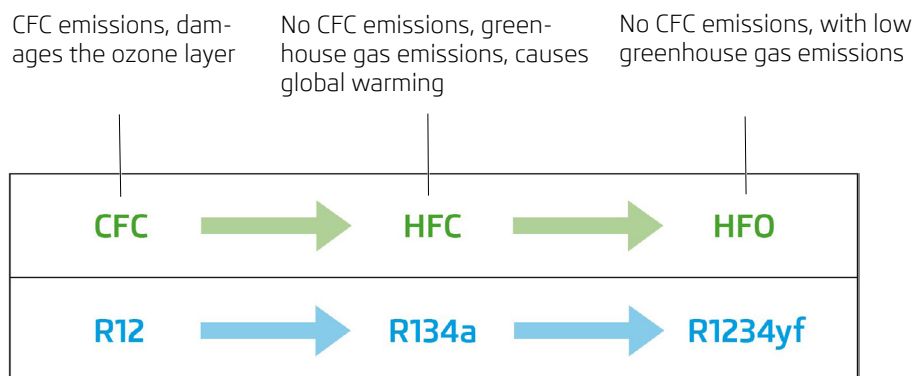 CFC emissions, dam-
ages the ozone layer
No CFC emissions, green-
house gas emissions, causes
global warming
No CFC emissions, with low
greenhouse gas emissions
CFC
HFC
HFO
R12
R134a
R1234yf